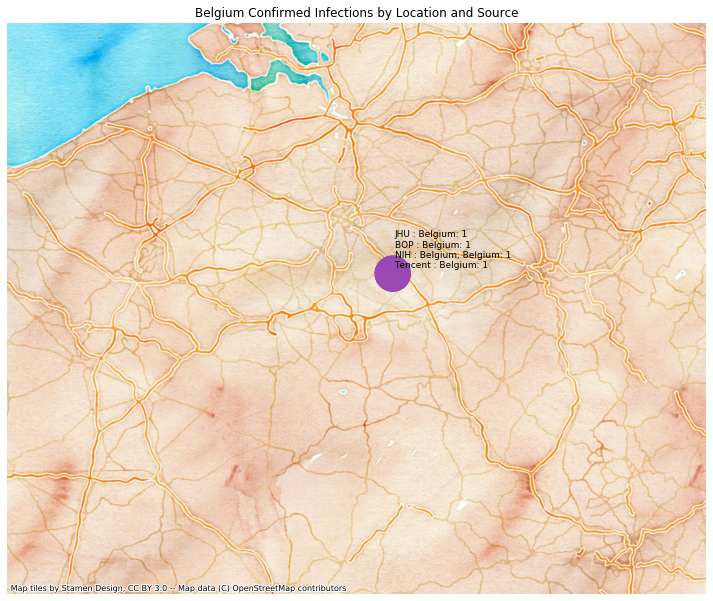 Belgium Confirmed Infections by Location and Source
JHU : Belgium: 1
BOP : Belgium: 1
NIH : Belgium, Belgium: 1
Tencent : Belgium: 1
Map tiles by Stamen Design, CC BY 3.0 -- Map data (C) OpenStreetMap contributors